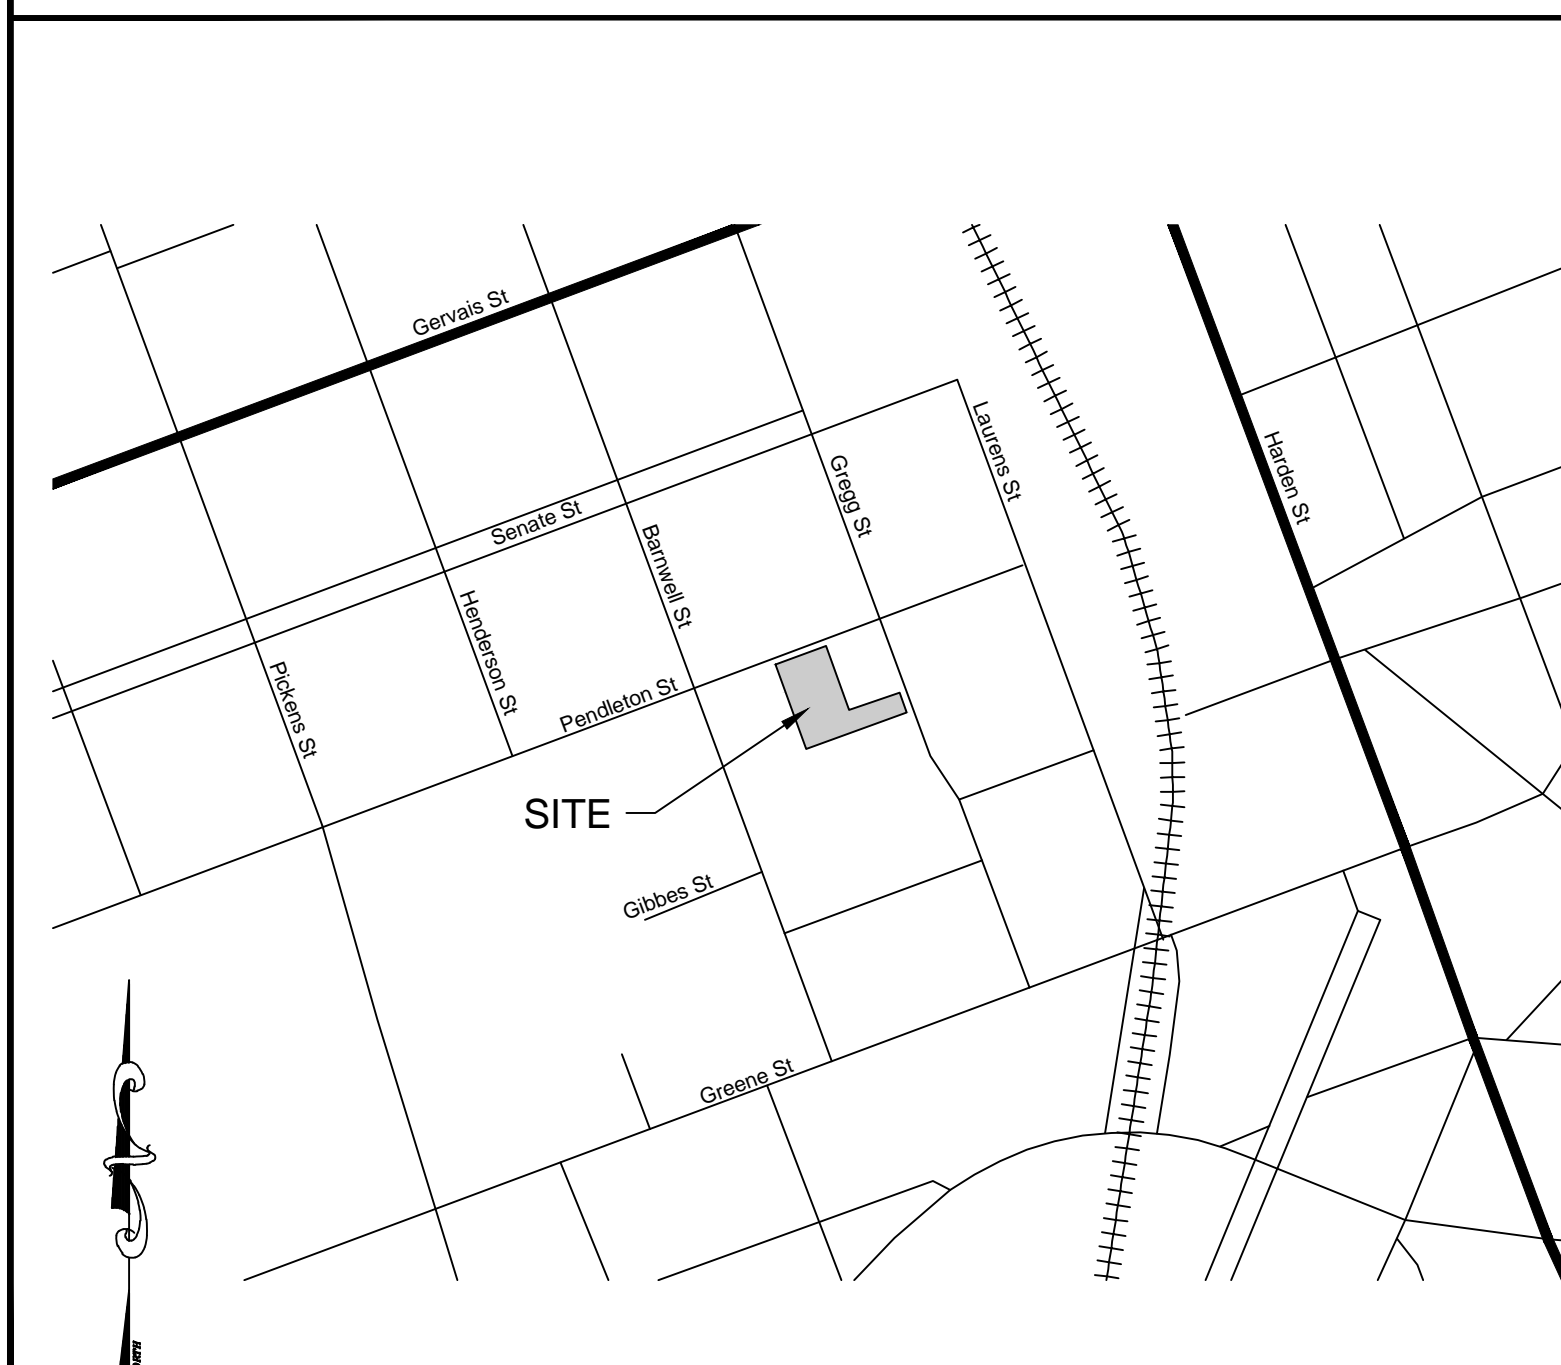 Gervais St
Laurens St
Harden St
Gregg St
Senate St
Barnwell St
Henderson St
Pickens St
Pendleton St
SITE
Gibbes St
Greene St